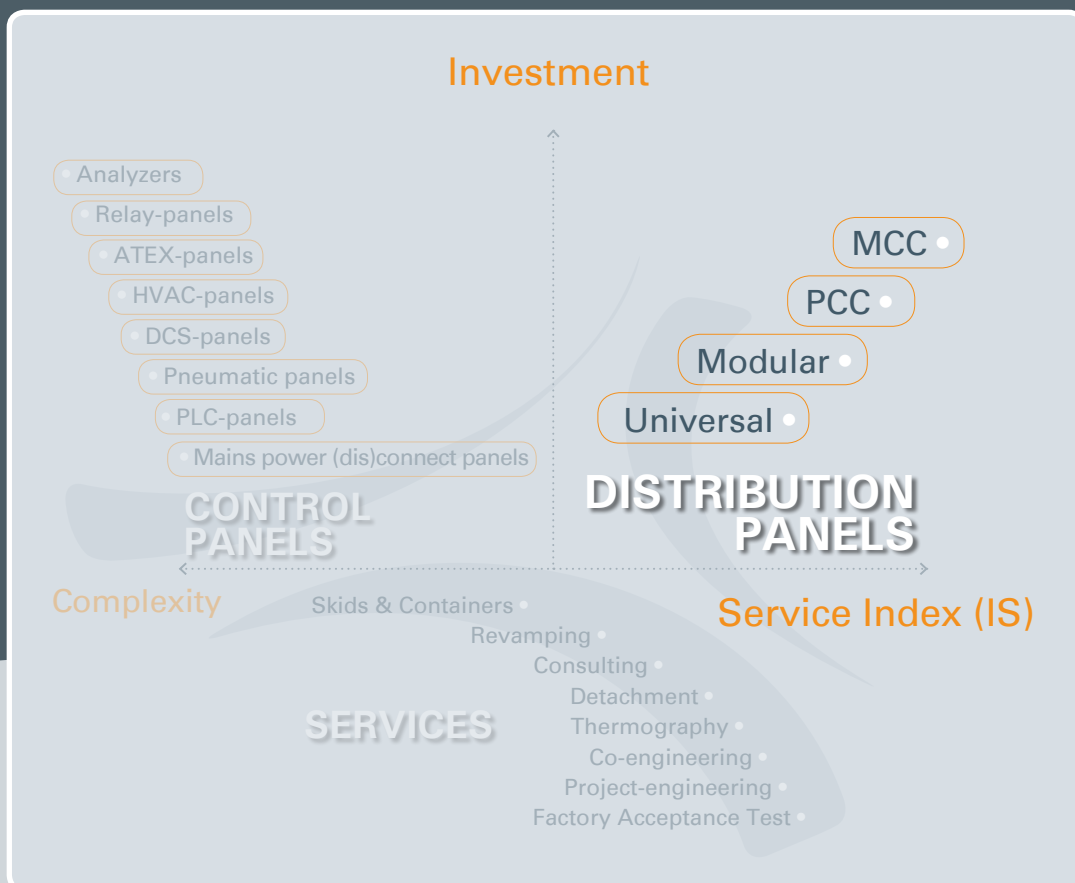 Investment
• Analyzers
• Relay-panels
• ATEX-panels
• HVAC-panels
• DCS-panels
• Pneumatic panels
• PLC-panels
• Mains power (dis)connect panels
CONTROL
PANELS
MCC •
PCC •
Modular •
Universal •
DISTRIBUTION
PANELS
Complexity
Service Index (IS)
Skids & Containers •
Revamping •
Consulting •
Detachment •
Thermography •
Co-engineering •
Project-engineering •
Factory Acceptance Test •
SERVICES